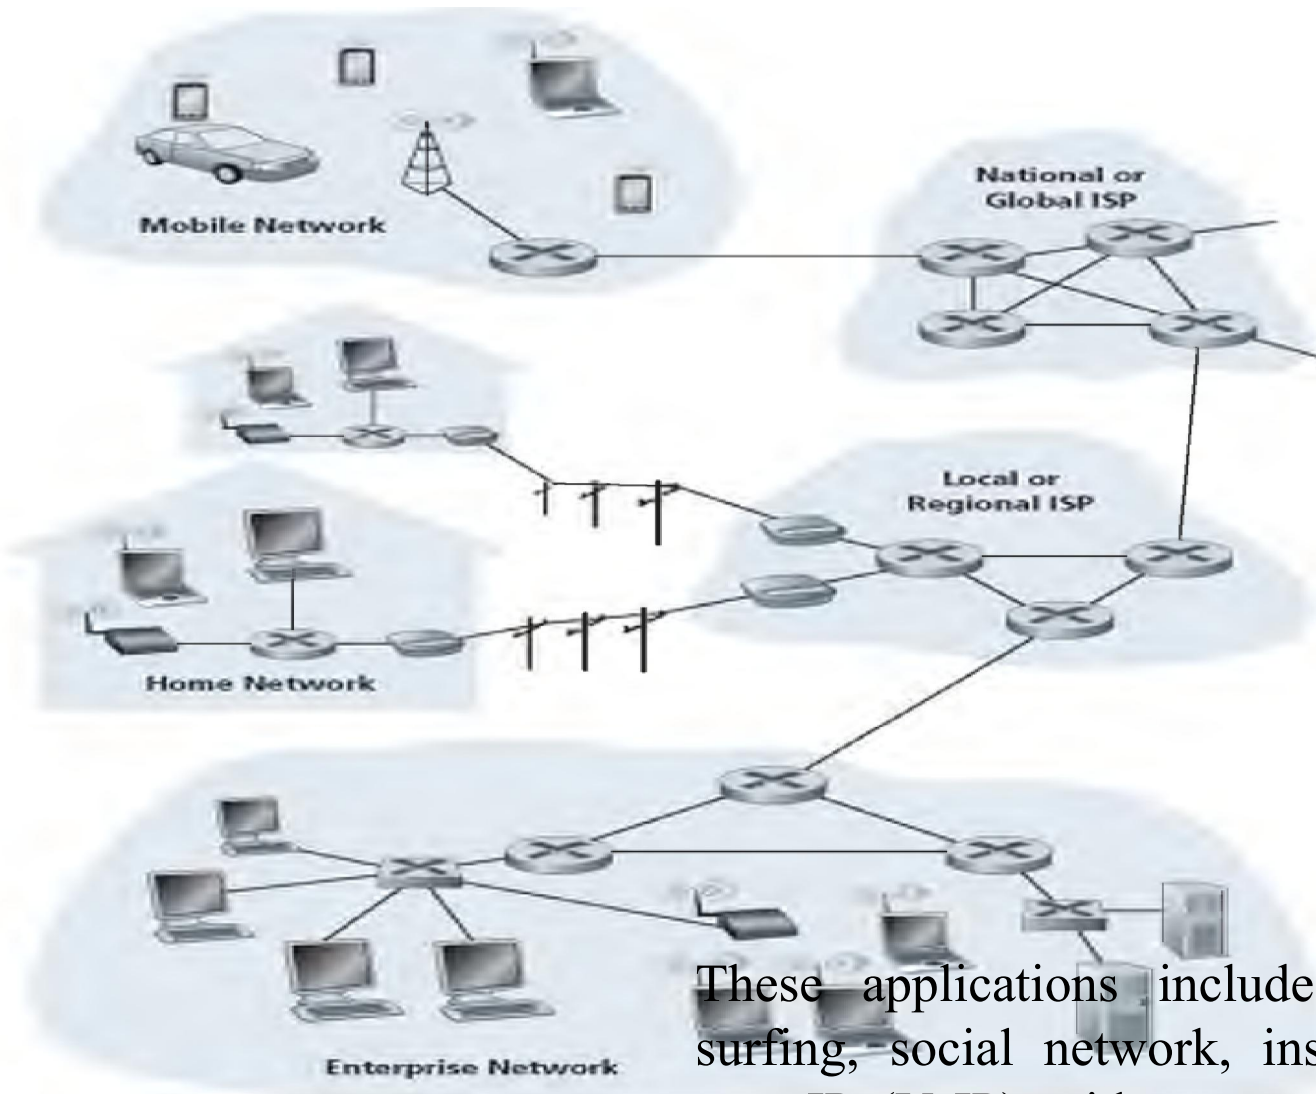 Mobile Network
National or
Global ISP
Local or
Regional ISP
Home Network
Enterprise Network
These applications include
surfing, social network, ins